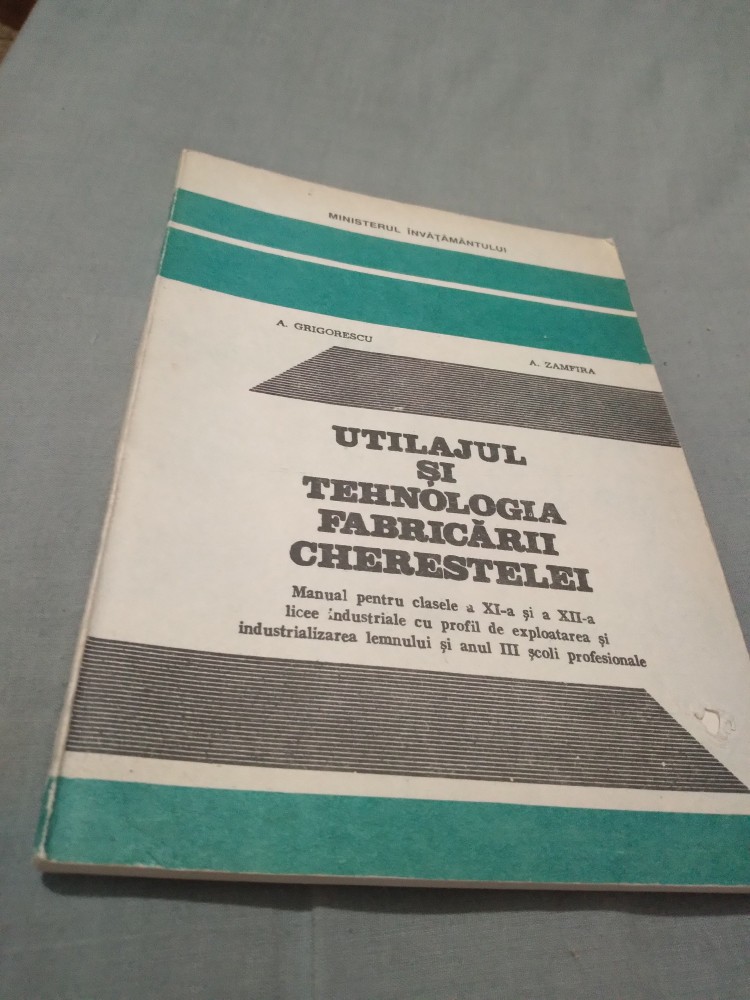 MINISTERUL ÎNVĂȚĂMÂNTULUI
A. GRIGORESCU
A. ZAMFIRA
UTILAJUL
ȘI
TEHNOLOGIA
FABRICĂRII
CHERESTELEI
Manual pentru clasele a XI-a și a XII-a
licee industriale cu profil de exploatarea și
industrializarea lemnului și anul III școli profesionale